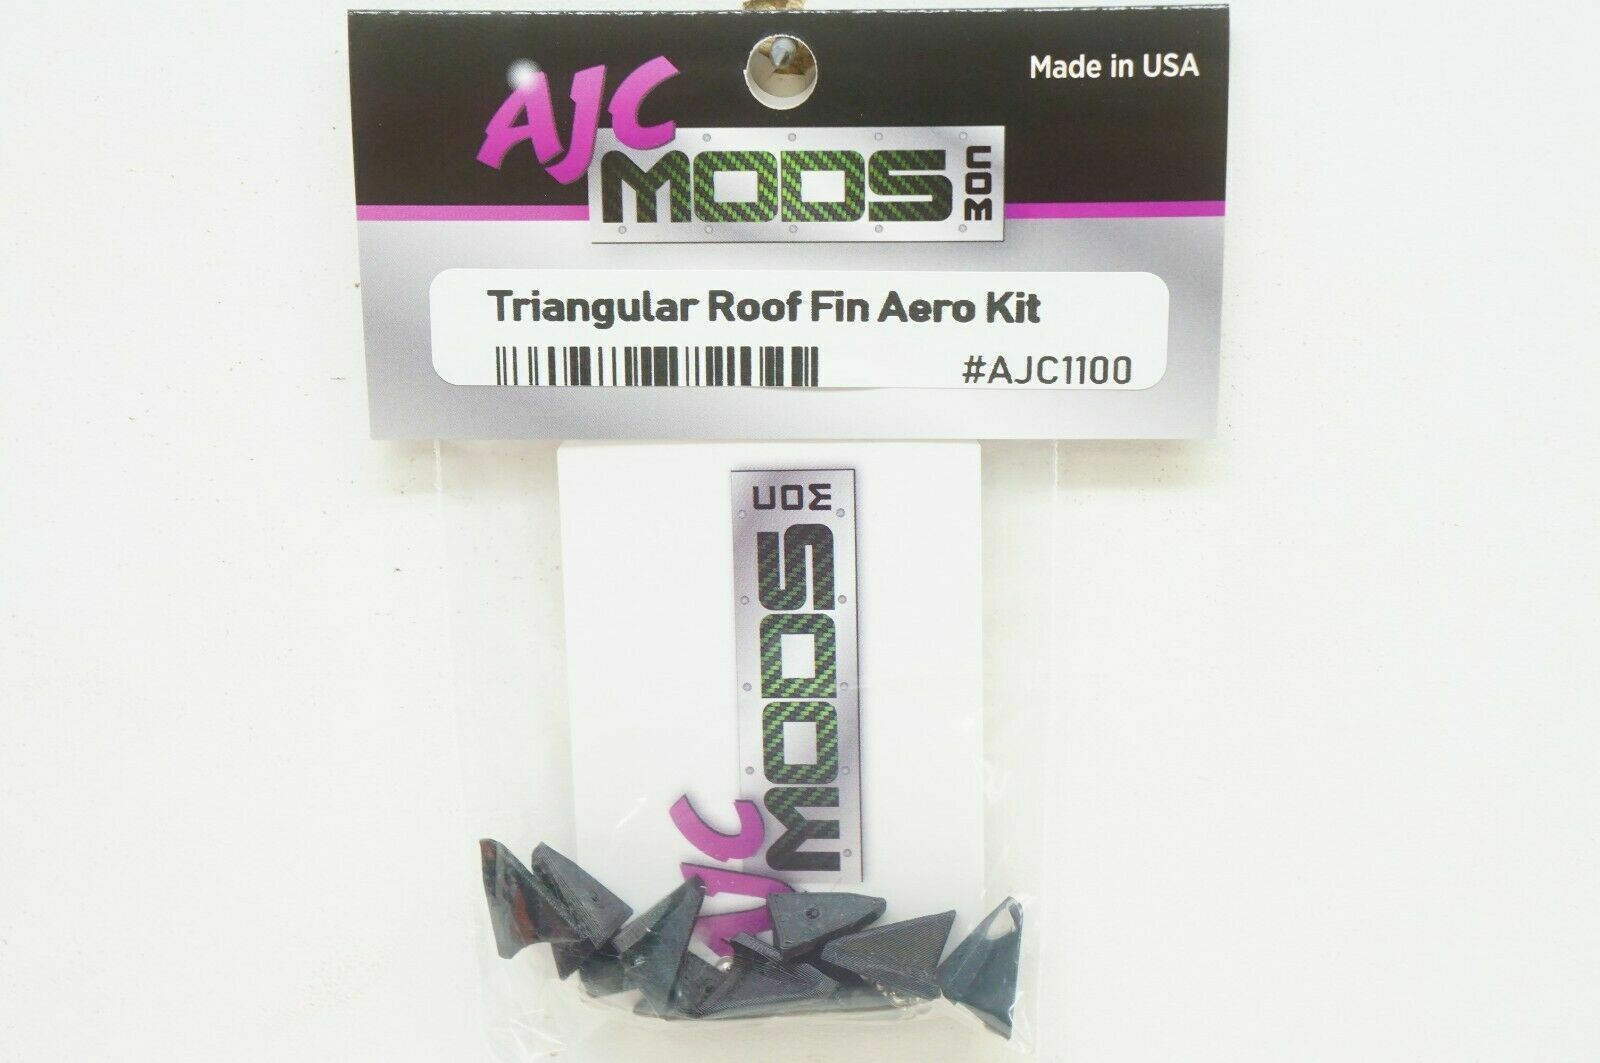 Made in USA
AJC
MODS
COM
Triangular Roof Fin Aero Kit
#AJC1100
COM
MODS
AJC